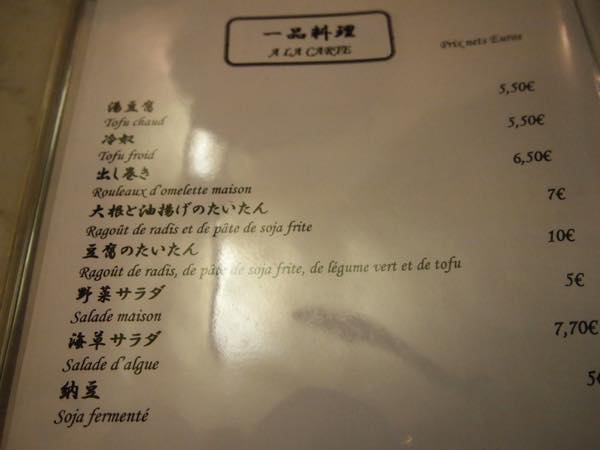 一品料理
A LA CARTE
Prix nets Euros
湯豆腐 5,50€
Tofu chaud
冷奴 5,50€
Tofu froid
出し巻き 6,50€
Rouleaux d'omelette maison
大根と油揚げのたいたん 7€
Ragoût de radis et de pâte de soja frite
豆腐のたいたん 10€
Ragoût de radis, de pâte de soja frite, de légume vert et de tofu
野菜サラダ 5€
Salade maison
海草サラダ 7,70€
Salade d'algue
納豆 5€
Soja fermenté